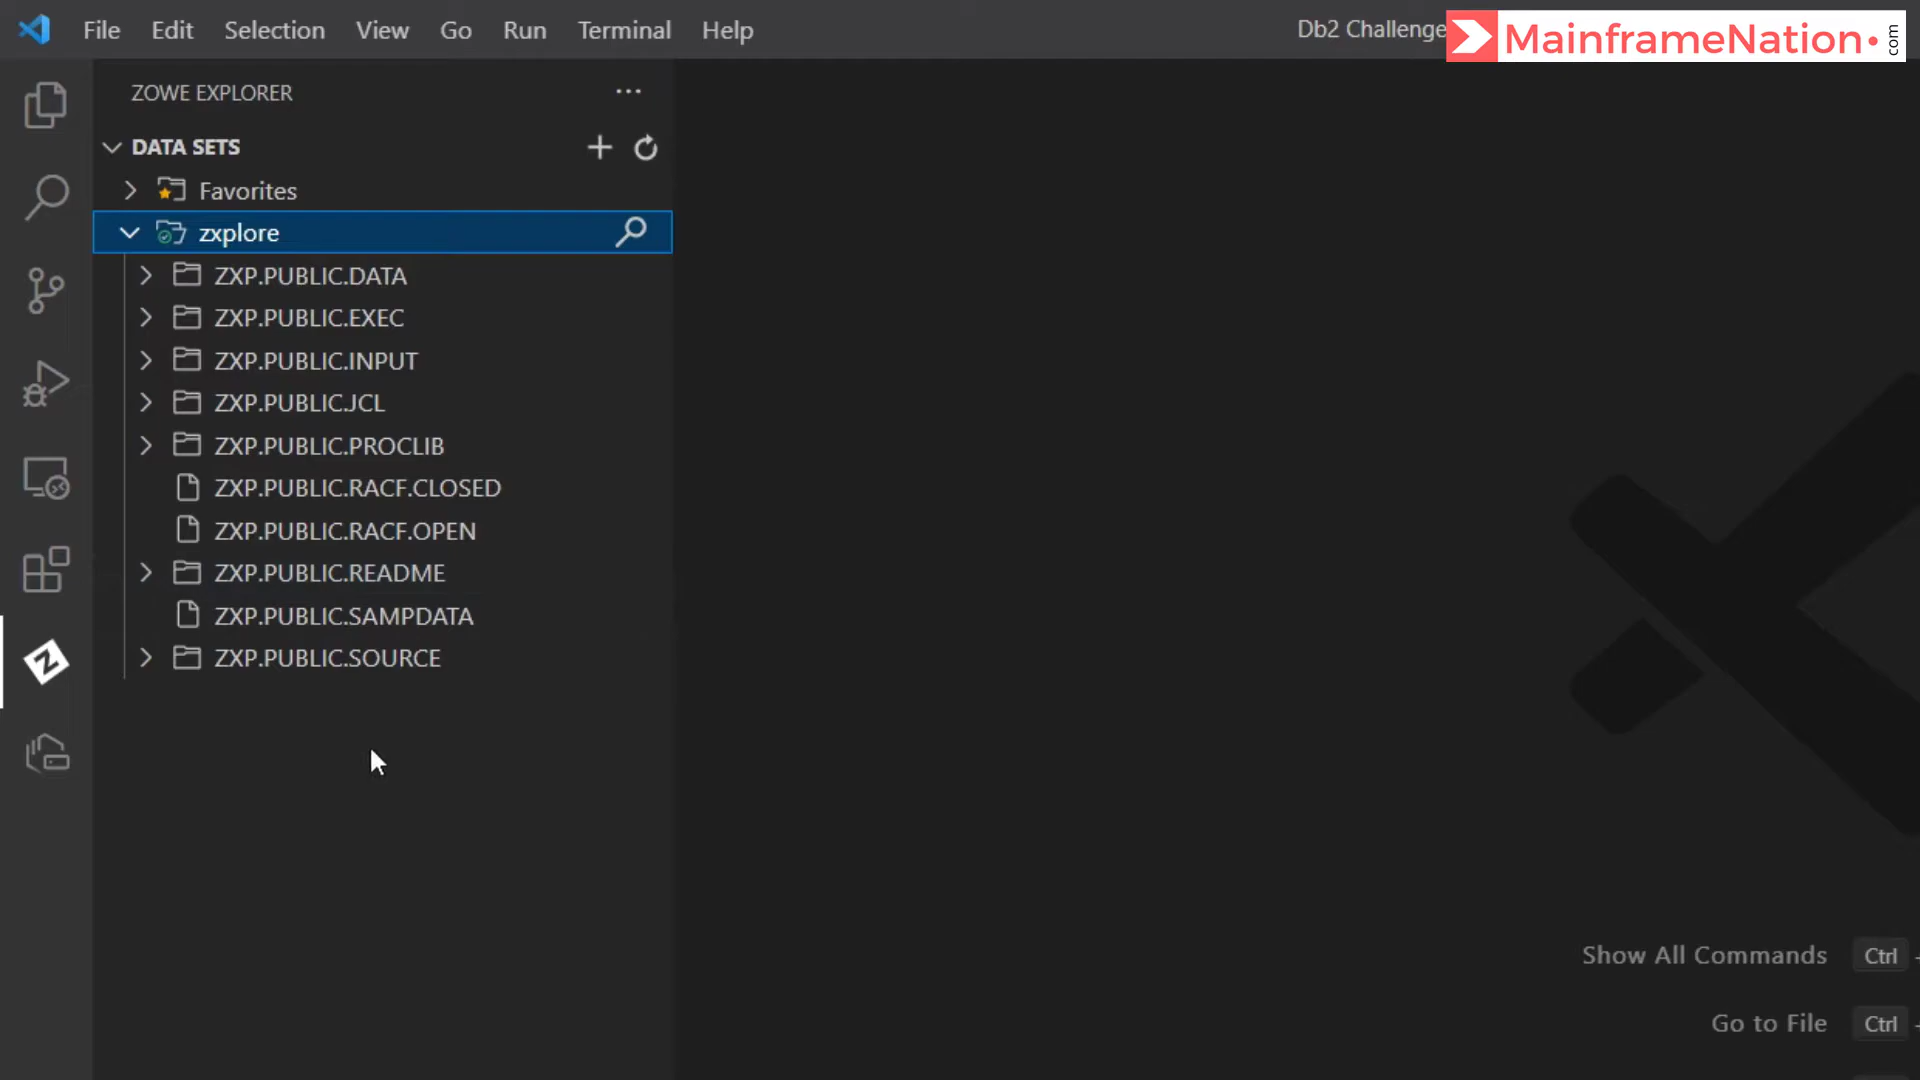 File Edit Selection View Go Run Terminal Help
Db2 Challenge
MainframeNation.com
ZOWE EXPLORER
DATA SETS
Favorites
zxplore
ZXP.PUBLIC.DATA
ZXP.PUBLIC.EXEC
ZXP.PUBLIC.INPUT
ZXP.PUBLIC.JCL
ZXP.PUBLIC.PROCLIB
ZXP.PUBLIC.RACF.CLOSED
ZXP.PUBLIC.RACF.OPEN
ZXP.PUBLIC.README
ZXP.PUBLIC.SAMPDATA
ZXP.PUBLIC.SOURCE
Show All Commands Ctrl
Go to File Ctrl